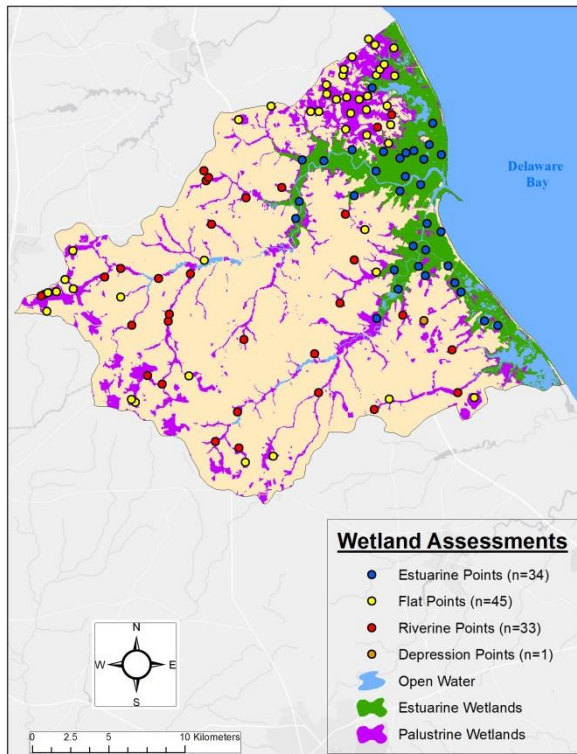 Delaware
Bay
Wetland Assessments
Estuarine Points (n=34)
Flat Points (n=45)
Riverine Points (n=33)
Depression Points (n=1)
Open Water
Estuarine Wetlands
Palustrine Wetlands
N
W E
S
0 2.5 5 10 Kilometers